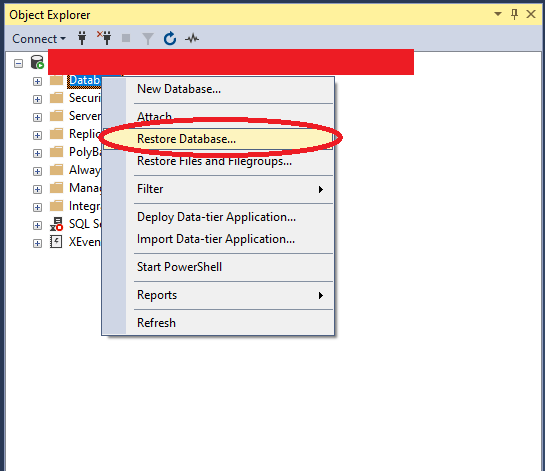 Object Explorer
Connect
Datab
New Database...
Securi
Attach
Server
Restore Database...
Replic
Restore Files and Filegroups...
PolyBa
Alway
Filter
Manag
Deploy Data-tier Application...
Integra
Import Data-tier Application...
SQL Se
XEven
Start PowerShell
Reports
Refresh